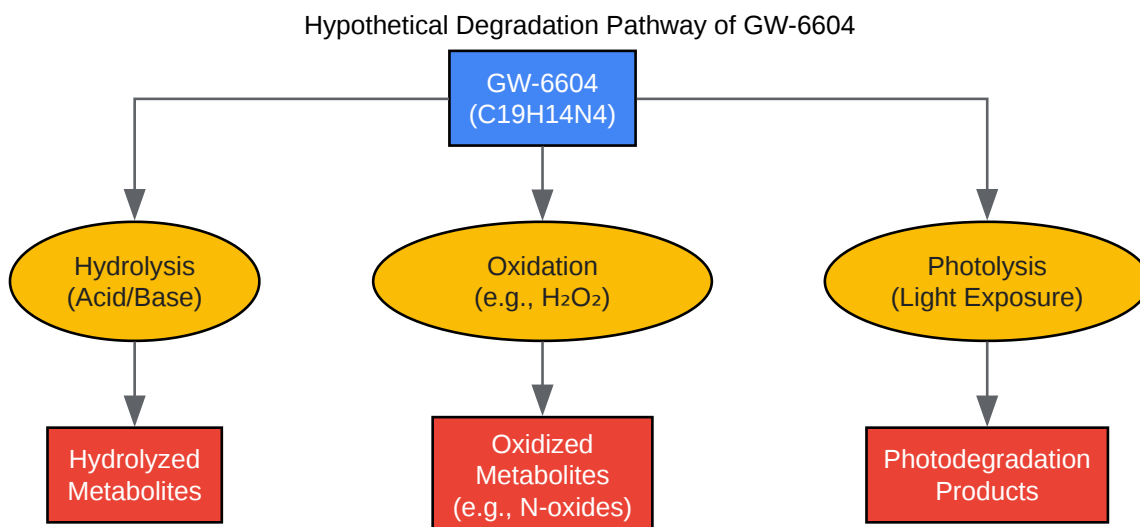 Hypothetical Degradation Pathway of GW-6604
GW-6604
(C19H14N4)
Hydrolysis
(Acid/Base)
Oxidation
(e.g., H₂O₂)
Photolysis
(Light Exposure)
Hydrolyzed
Metabolites
Oxidized
Metabolites
(e.g., N-oxides)
Photodegradation
Products